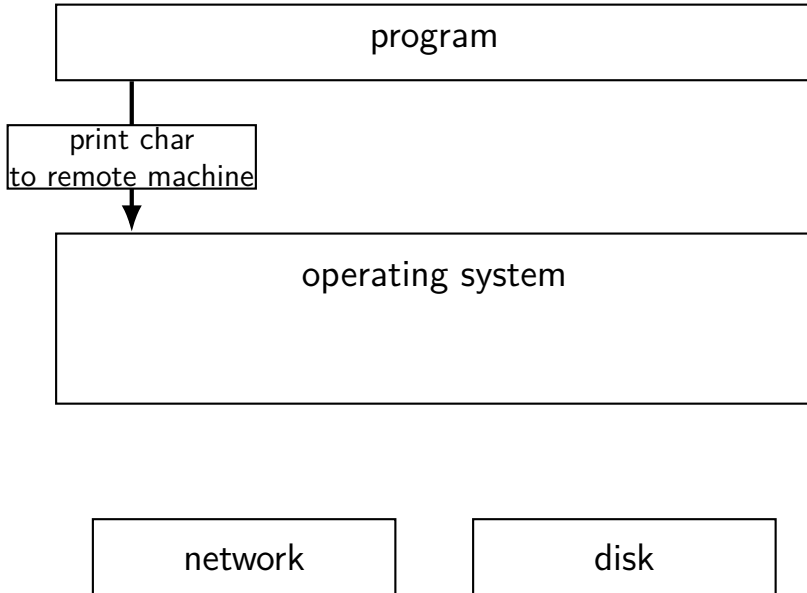 program
print char
to remote machine
operating system
network
disk